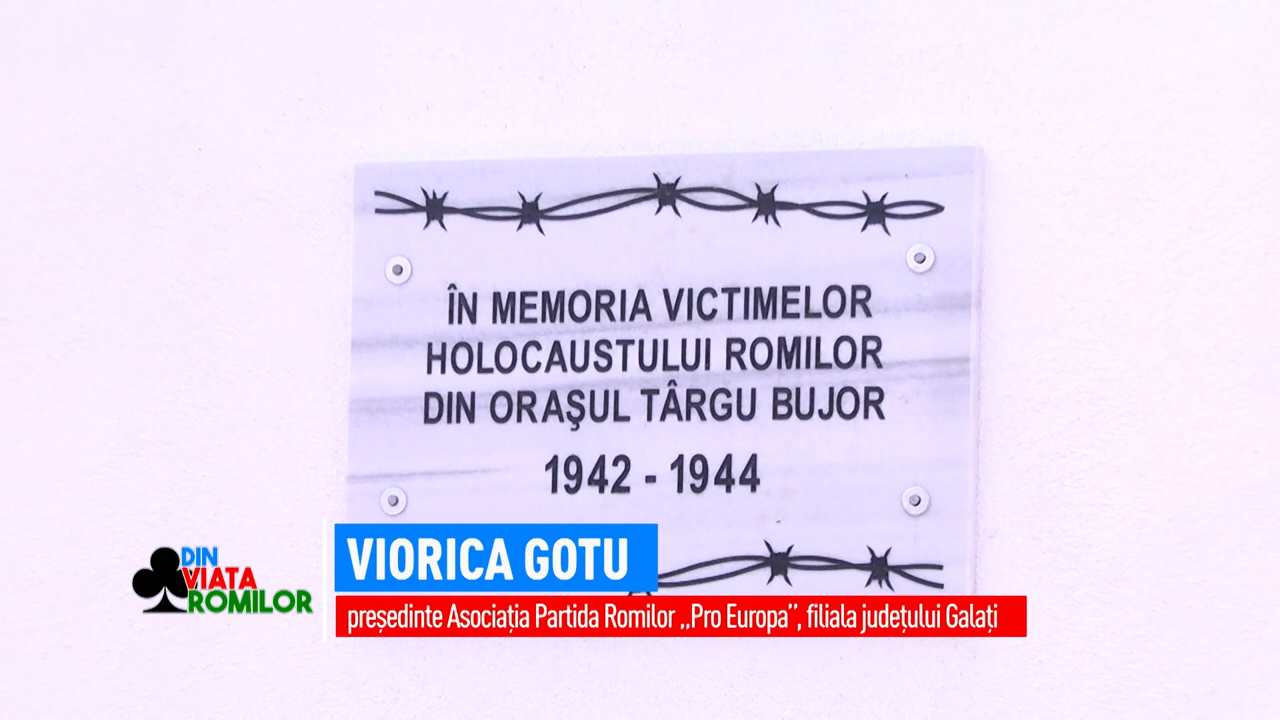 ÎN MEMORIA VICTIMELOR
HOLOCAUSTULUI ROMILOR
DIN ORAŞUL TÂRGU BUJOR
1942 - 1944
VIORICA GOTU
președinte Asociația Partida Romilor „Pro Europa”, filiala județului Galați
DIN
VIATA
ROMILOR